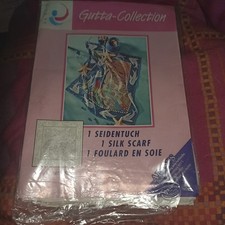 Gutta-Collection
1 SEIDENTUCH
1 SILK SCARF
1 FOULARD EN SOIE